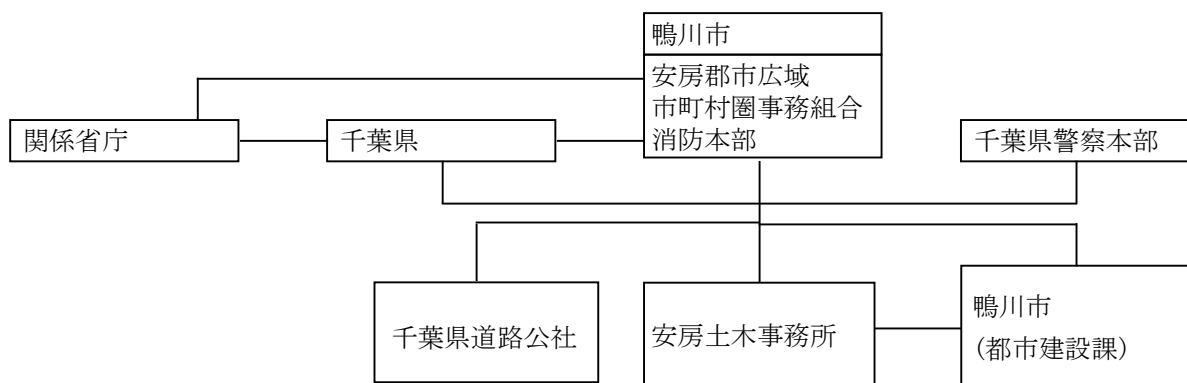 鴨川市
安房郡市広域
市町村圏事務組合
消防本部
関係省庁
千葉県
千葉県警察本部
千葉県道路公社
安房土木事務所
鴨川市
(都市建設課)